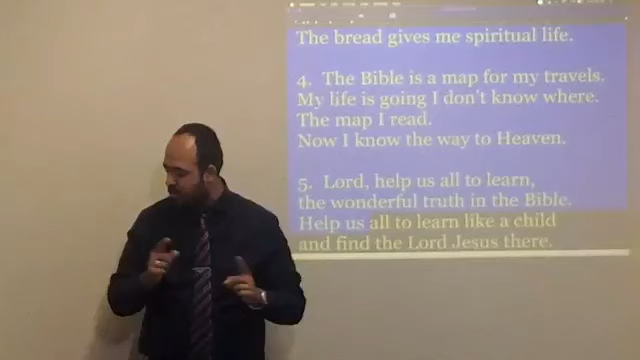 The bread gives me spiritual life.
4. The Bible is a map for my travels.
My life is going I don't know where.
The map I read.
Now I know the way to Heaven.
5. Lord, help us all to learn,
the wonderful truth in the Bible.
Help us all to learn like a child
and find the Lord Jesus there.